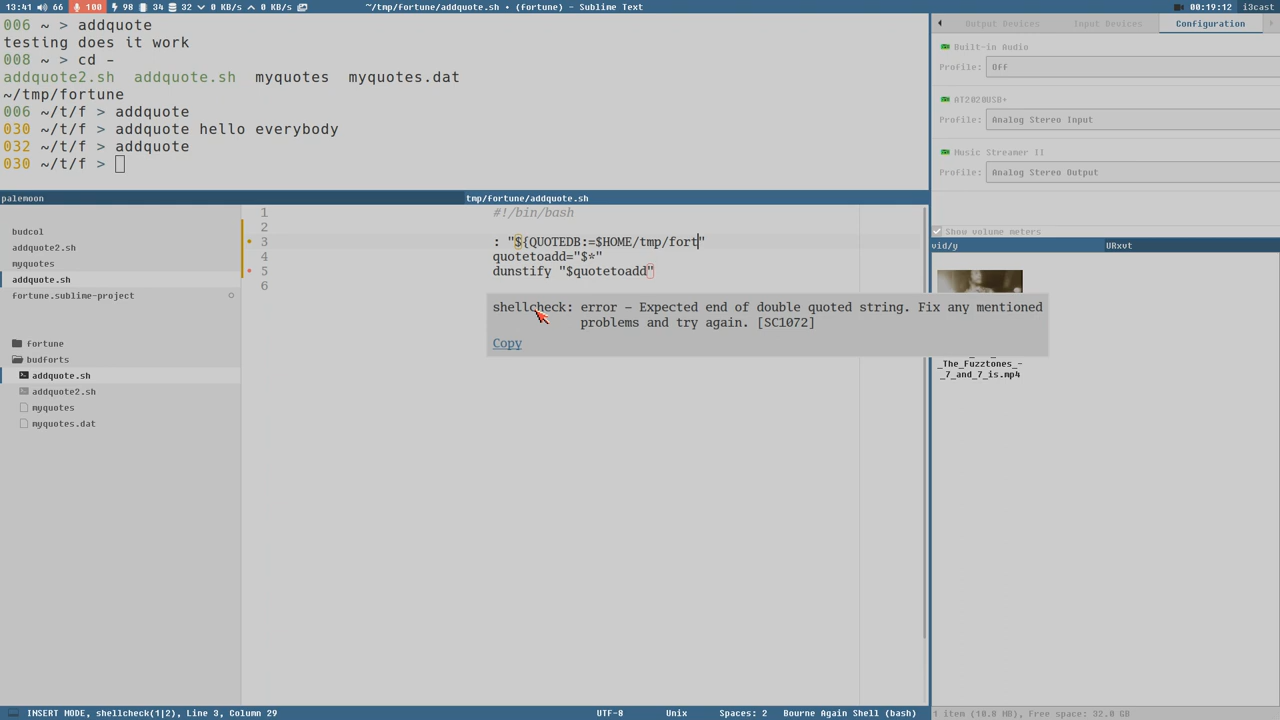 13:41 66 100 98 34 32 0 KB/s 0 KB/s ~/tmp/fortune/addquote.sh • (fortune) - Sublime Text 00:19:12 i3cast
006 ~ > addquote
testing does it work
008 ~ > cd -
addquote2.sh addquote.sh myquotes myquotes.dat
~/tmp/fortune
006 ~/t/f > addquote
030 ~/t/f > addquote hello everybody
032 ~/t/f > addquote
030 ~/t/f >
Output Devices Input Devices Configuration
Built-in Audio
Profile: Off
AT2020USB+
Profile: Analog Stereo Input
Music Streamer II
Profile: Analog Stereo Output
Show volume meters
palemoon tmp/fortune/addquote.sh
budcol
addquote2.sh
myquotes
addquote.sh
fortune.sublime-project
fortune
budforts
addquote.sh
addquote2.sh
myquotes
myquotes.dat
1 #!/bin/bash
2
3 : "${QUOTEDB:=$HOME/tmp/fort"
4 quotetoadd="$*"
5 dunstify "$quotetoadd"
6
shellcheck: error - Expected end of double quoted string. Fix any mentioned
problems and try again. [SC1072]
Copy
vid/y URxvt
_The_Fuzztones_-
_7_and_7_is.mp4
INSERT MODE, shellcheck(1|2), Line 3, Column 29 UTF-8 Unix Spaces: 2 Bourne Again Shell (bash)
1 item (10.8 MB), Free space: 32.0 GB